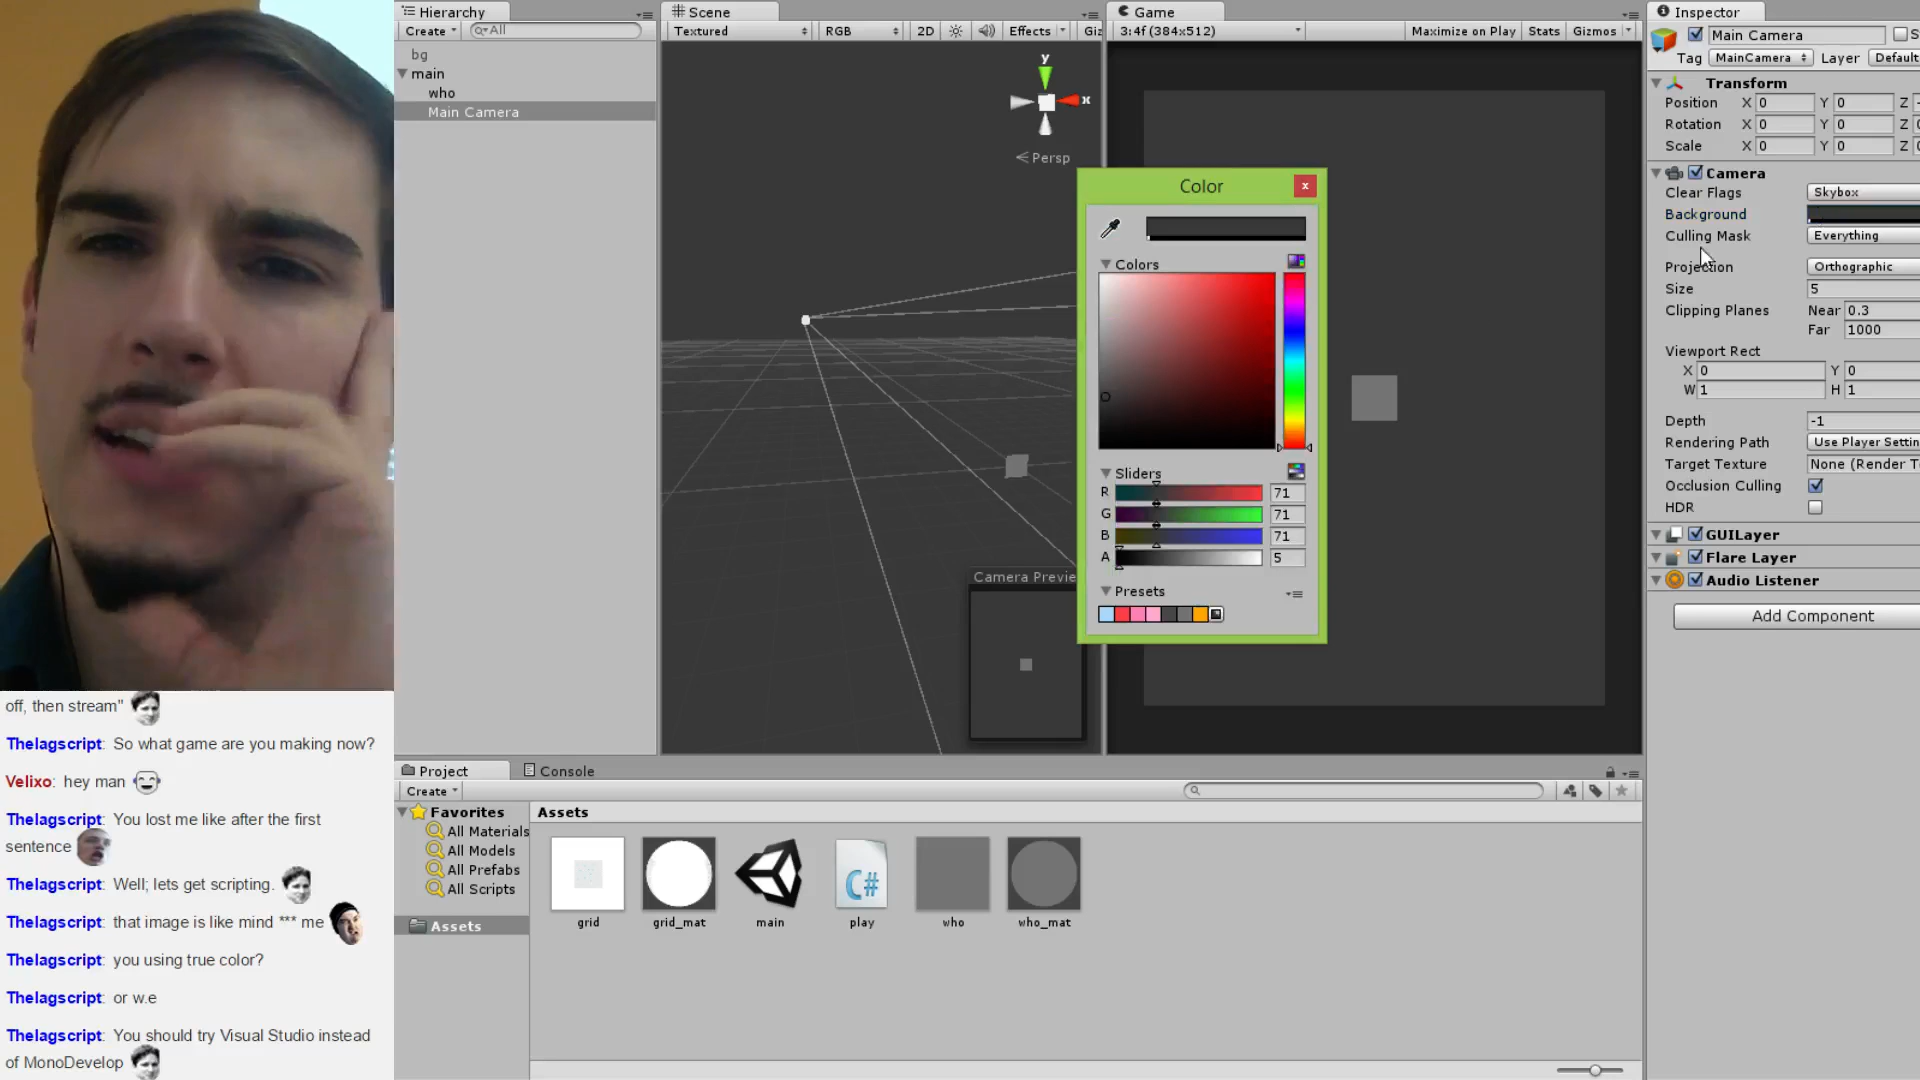 Hierarchy
Create
All
bg
main
who
Main Camera
Scene
Textured
RGB
2D
Effects
Giz
y
x
Persp
Camera Previe
Game
3:4f (384x512)
Maximize on Play
Stats
Gizmos
Color
Colors
Sliders
R 71
G 71
B 71
A 5
Presets
Inspector
Main Camera
S
Tag MainCamera Layer Default
Transform
Position X 0 Y 0 Z
Rotation X 0 Y 0 Z
Scale X 0 Y 0 Z
Camera
Clear Flags Skybox
Background
Culling Mask Everything
Projection Orthographic
Size 5
Clipping Planes Near 0.3
Far 1000
Viewport Rect
X 0 Y 0
W 1 H 1
Depth -1
Rendering Path Use Player Settin
Target Texture None (Render T
Occlusion Culling
HDR
GUILayer
Flare Layer
Audio Listener
Add Component
Project
Console
Create
Favorites
All Materials
All Models
All Prefabs
All Scripts
Assets
Assets
C#
grid
grid_mat
main
play
who
who_mat
off, then stream"
Thelagscript: So what game are you making now?
Velixo: hey man
Thelagscript: You lost me like after the first
sentence
Thelagscript: Well; lets get scripting.
Thelagscript: that image is like mind *** me
Thelagscript: you using true color?
Thelagscript: or w.e
Thelagscript: You should try Visual Studio instead
of MonoDevelop